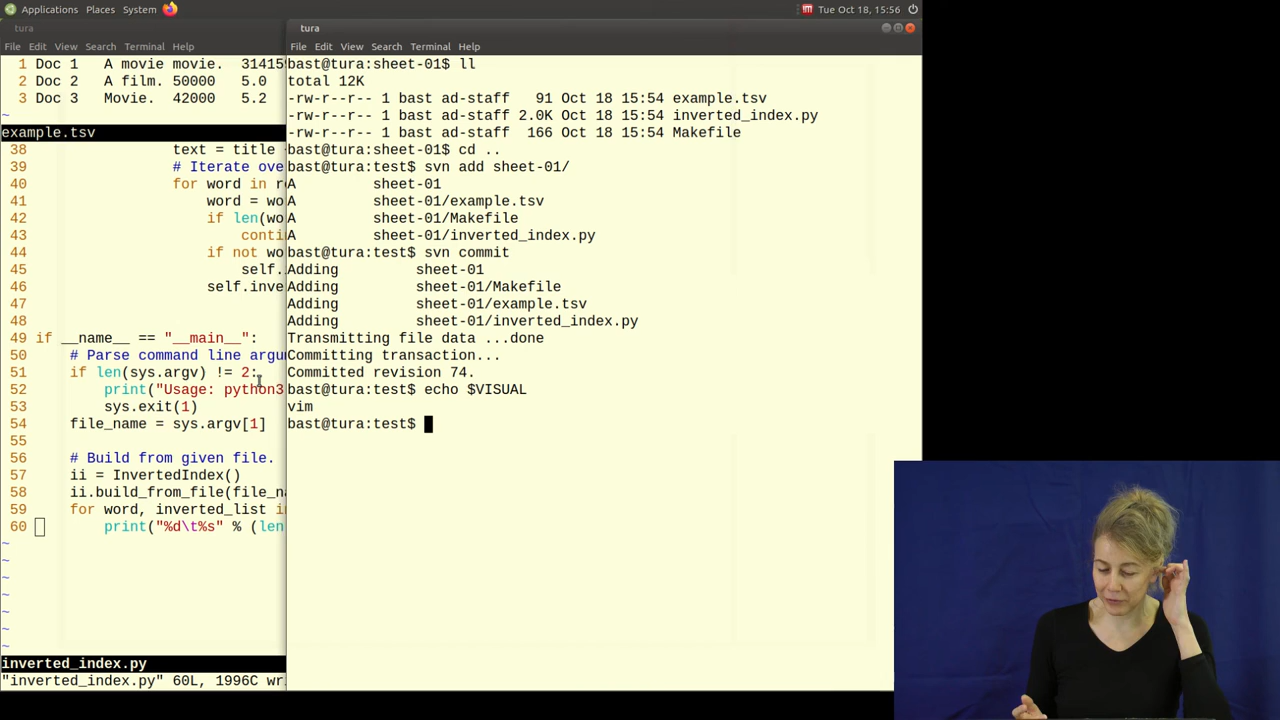 Applications Places System Tue Oct 18, 15:56
tura
File Edit View Search Terminal Help
1 Doc 1 A movie movie. 31415
2 Doc 2 A film. 50000 5.0
3 Doc 3 Movie. 42000 5.2
~
example.tsv
38 text = title
39 # Iterate ove
40 for word in r
41 word = wo
42 if len(wo
43 conti
44 if not wo
45 self.
46 self.inve
47
48
49 if __name__ == "__main__":
50 # Parse command line argu
51 if len(sys.argv) != 2:
52 print("Usage: python3
53 sys.exit(1)
54 file_name = sys.argv[1]
55
56 # Build from given file.
57 ii = InvertedIndex()
58 ii.build_from_file(file_na
59 for word, inverted_list i
60 print("%d\t%s" % (len
~
~
~
~
~
~
~
inverted_index.py
"inverted_index.py" 60L, 1996C wr
tura
File Edit View Search Terminal Help
bast@tura:sheet-01$ ll
total 12K
-rw-r--r-- 1 bast ad-staff 91 Oct 18 15:54 example.tsv
-rw-r--r-- 1 bast ad-staff 2.0K Oct 18 15:54 inverted_index.py
-rw-r--r-- 1 bast ad-staff 166 Oct 18 15:54 Makefile
bast@tura:sheet-01$ cd ..
bast@tura:test$ svn add sheet-01/
A sheet-01
A sheet-01/example.tsv
A sheet-01/Makefile
A sheet-01/inverted_index.py
bast@tura:test$ svn commit
Adding sheet-01
Adding sheet-01/Makefile
Adding sheet-01/example.tsv
Adding sheet-01/inverted_index.py
Transmitting file data ...done
Committing transaction...
Committed revision 74.
bast@tura:test$ echo $VISUAL
vim
bast@tura:test$